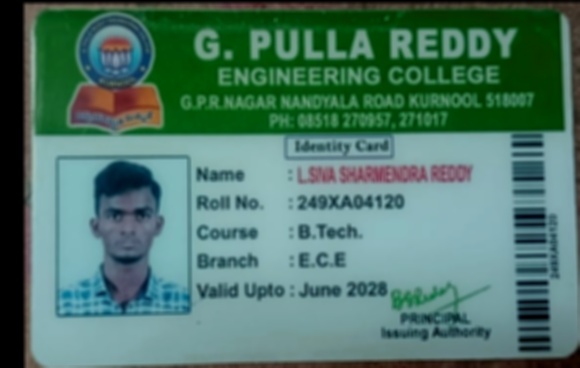 G. PULLA REDDY
ENGINEERING COLLEGE
G.P.R.NAGAR NANDYALA ROAD KURNOOL 518007
PH: 08518 270957, 271017
Identity Card
Name : L.SIVA SHARMENDRA REDDY
Roll No. : 249XA04120
Course : B.Tech.
Branch : E.C.E
Valid Upto : June 2028
PRINCIPAL
Issuing Authority
249XA04120